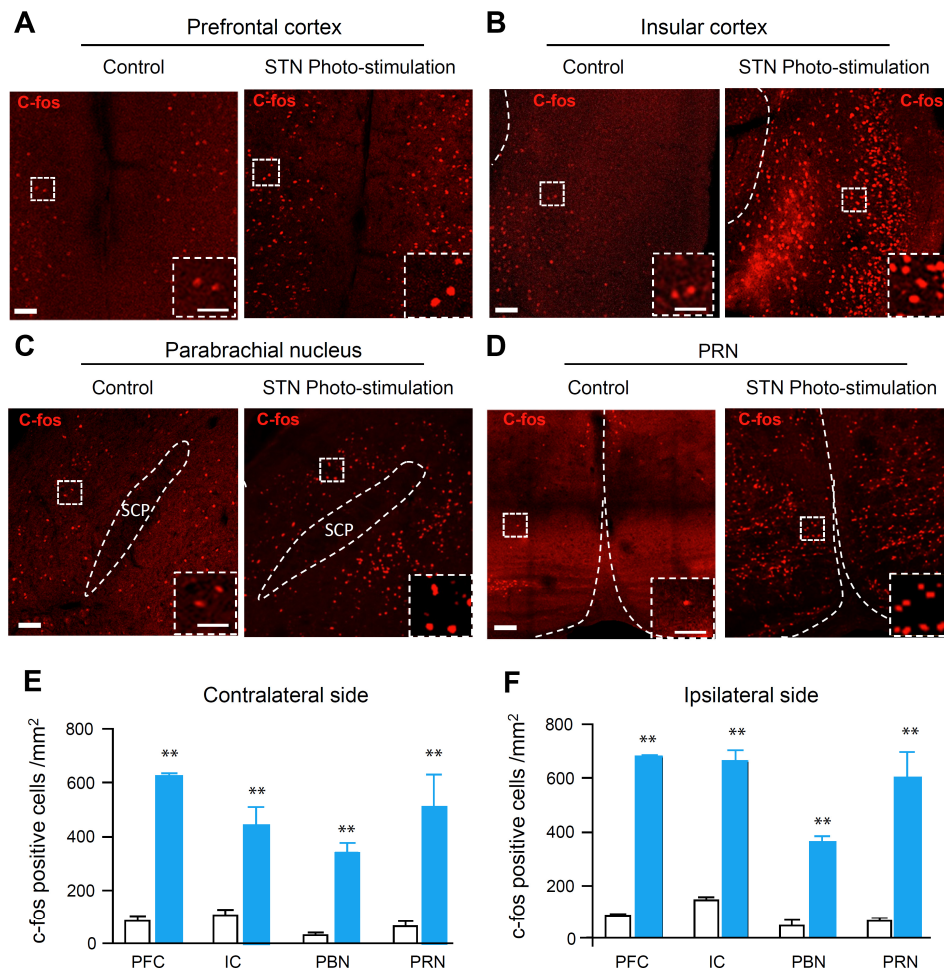 A
Prefrontal cortex
Control
STN Photo-stimulation
C-fos
B
Insular cortex
Control
STN Photo-stimulation
C-fos
C-fos
C
Parabrachial nucleus
Control
STN Photo-stimulation
C-fos
SCP
C-fos
SCP
D
PRN
Control
STN Photo-stimulation
C-fos
C-fos
E
Contralateral side
c-fos positive cells /mm²
800
600
400
200
0
**
**
**
**
PFC
IC
PBN
PRN
F
Ipsilateral side
c-fos positive cells /mm²
800
600
400
200
0
**
**
**
**
PFC
IC
PBN
PRN